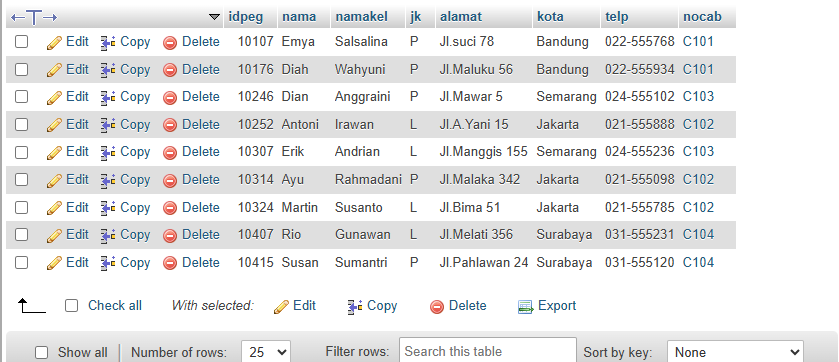 idpeg nama namakel jk alamat kota telp nocab
Edit Copy Delete 10107 Emya Salsalina P Jl.suci 78 Bandung 022-555768 C101
Edit Copy Delete 10176 Diah Wahyuni P Jl.Maluku 56 Bandung 022-555934 C101
Edit Copy Delete 10246 Dian Anggraini P Jl.Mawar 5 Semarang 024-555102 C103
Edit Copy Delete 10252 Antoni Irawan L Jl.A.Yani 15 Jakarta 021-555888 C102
Edit Copy Delete 10307 Erik Andrian L Jl.Manggis 155 Semarang 024-555236 C103
Edit Copy Delete 10314 Ayu Rahmadani P Jl.Malaka 342 Jakarta 021-555098 C102
Edit Copy Delete 10324 Martin Susanto L Jl.Bima 51 Jakarta 021-555785 C102
Edit Copy Delete 10407 Rio Gunawan L Jl.Melati 356 Surabaya 031-555231 C104
Edit Copy Delete 10415 Susan Sumantri P Jl.Pahlawan 24 Surabaya 031-555120 C104
Check all With selected: Edit Copy Delete Export
Show all Number of rows: 25 Filter rows: Search this table Sort by key: None